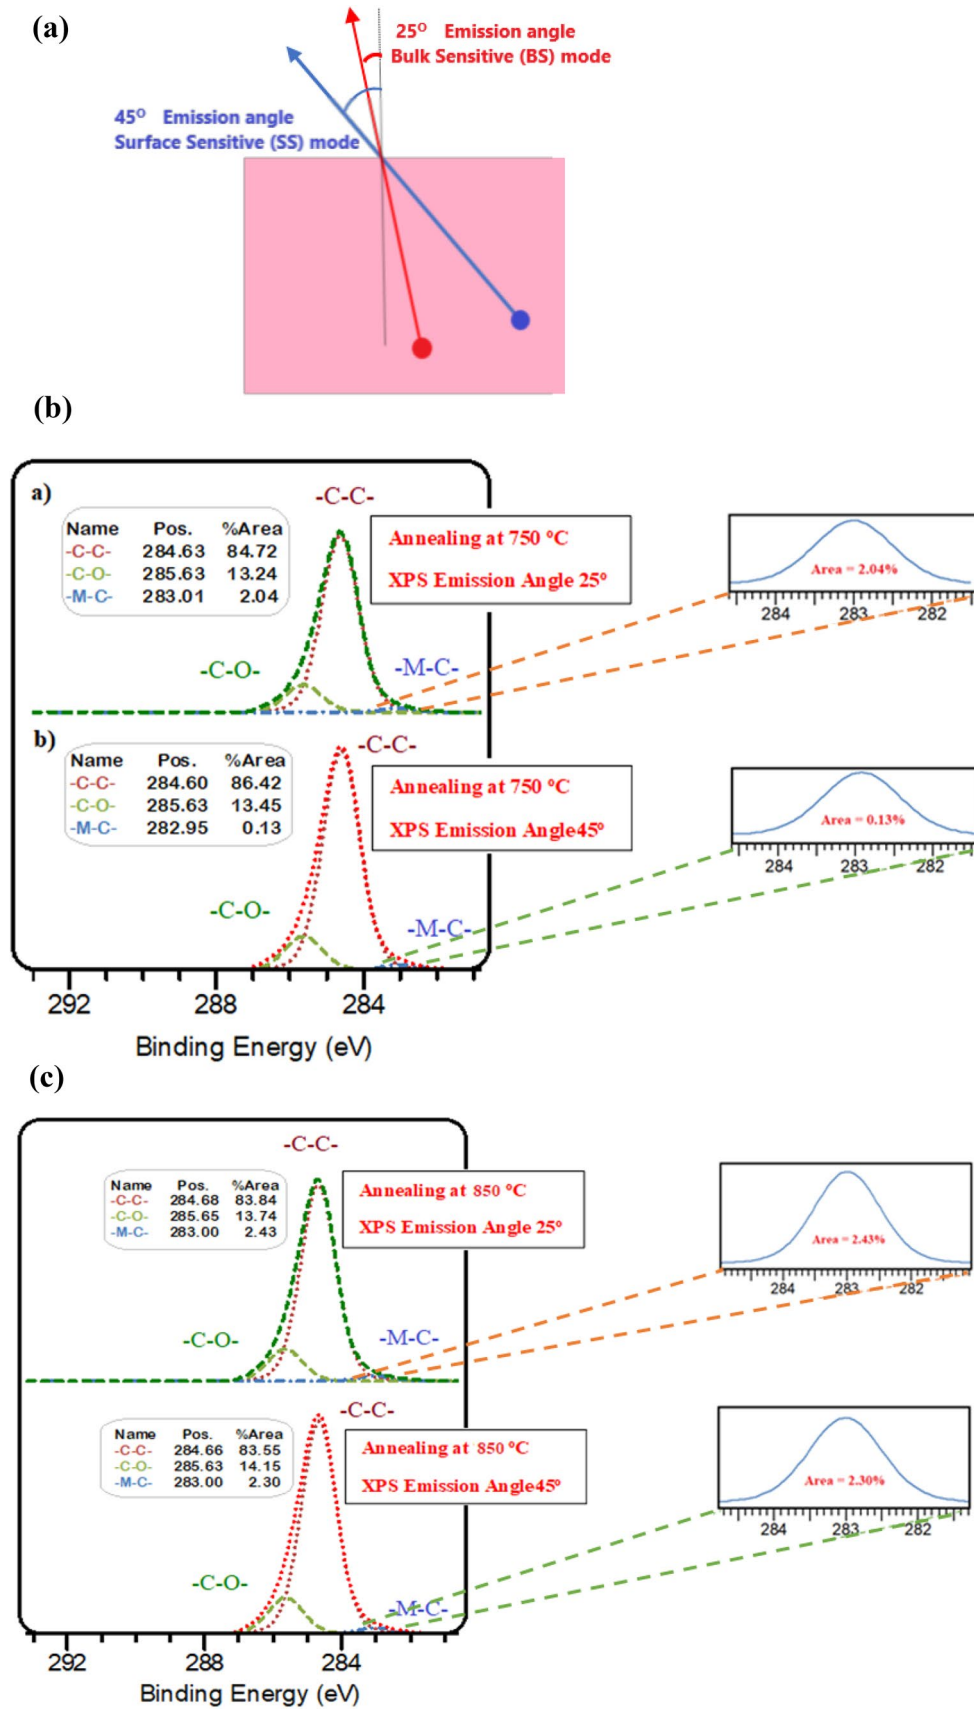 (a)
25° Emission angle
Bulk Sensitive (BS) mode
45° Emission angle
Surface Sensitive (SS) mode
(b)
a)
-C-C-
Name Pos. %Area
-C-C- 284.63 84.72
-C-O- 285.63 13.24
-M-C- 283.01 2.04
Annealing at 750 °C
XPS Emission Angle 25°
-C-O-
-M-C-
Area = 2.04%
284 283 282
b)
-C-C-
Name Pos. %Area
-C-C- 284.60 86.42
-C-O- 285.63 13.45
-M-C- 282.95 0.13
Annealing at 750 °C
XPS Emission Angle45°
-C-O-
-M-C-
Area = 0.13%
284 283 282
292 288 284
Binding Energy (eV)
(c)
-C-C-
Name Pos. %Area
-C-C- 284.68 83.84
-C-O- 285.65 13.74
-M-C- 283.00 2.43
Annealing at 850 °C
XPS Emission Angle 25°
-C-O-
-M-C-
Area = 2.43%
284 283 282
-C-C-
Name Pos. %Area
-C-C- 284.66 83.55
-C-O- 285.63 14.15
-M-C- 283.00 2.30
Annealing at 850 °C
XPS Emission Angle45°
-C-O-
-M-C-
Area = 2.30%
284 283 282
292 288 284
Binding Energy (eV)